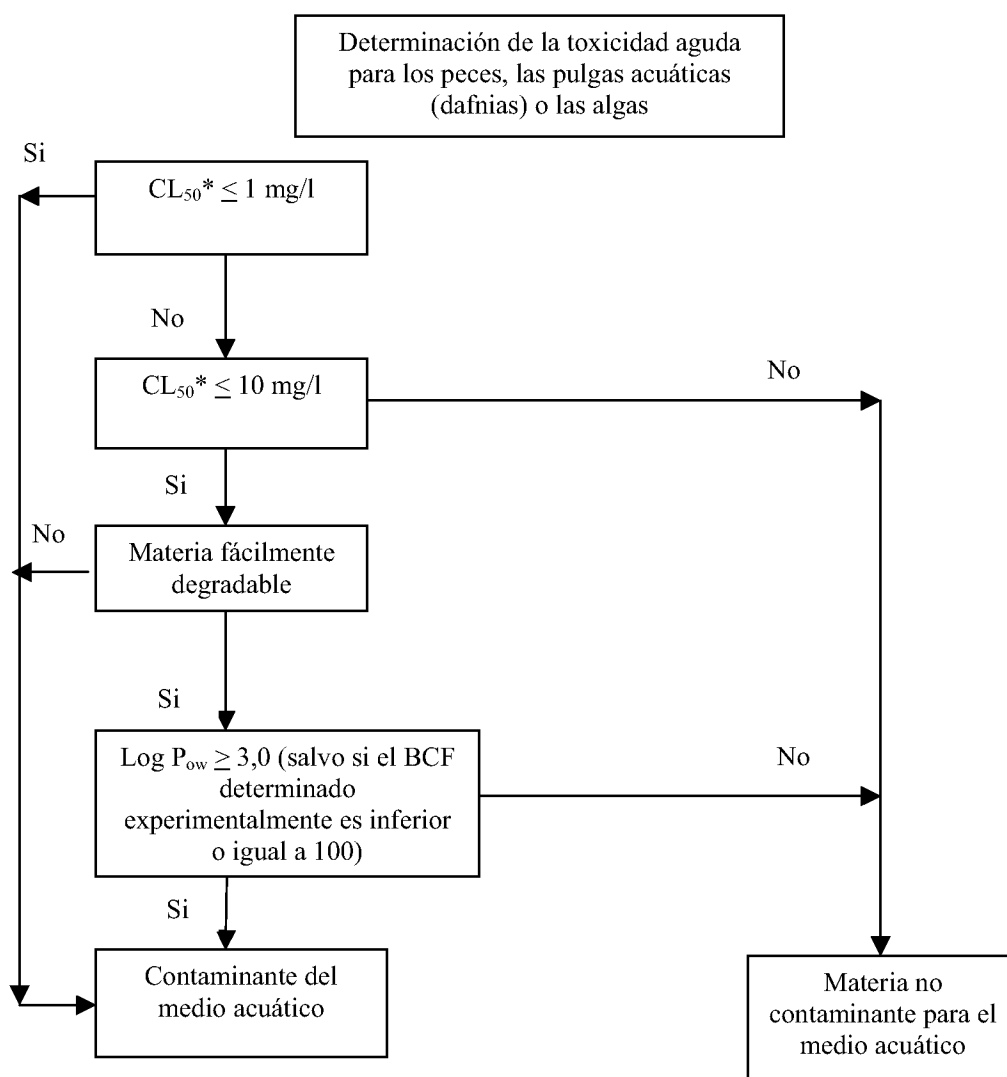 Determinación de la toxicidad aguda
para los peces, las pulgas acuáticas
(dafnias) o las algas
Si
CL₅₀* ≤ 1 mg/l
No
CL₅₀* ≤ 10 mg/l
No
Si
No
Materia fácilmente
degradable
Si
Log Pₒw ≥ 3,0 (salvo si el BCF
determinado
experimentalmente es inferior
o igual a 100)
No
Si
Contaminante del
medio acuático
Materia no
contaminante para el
medio acuático